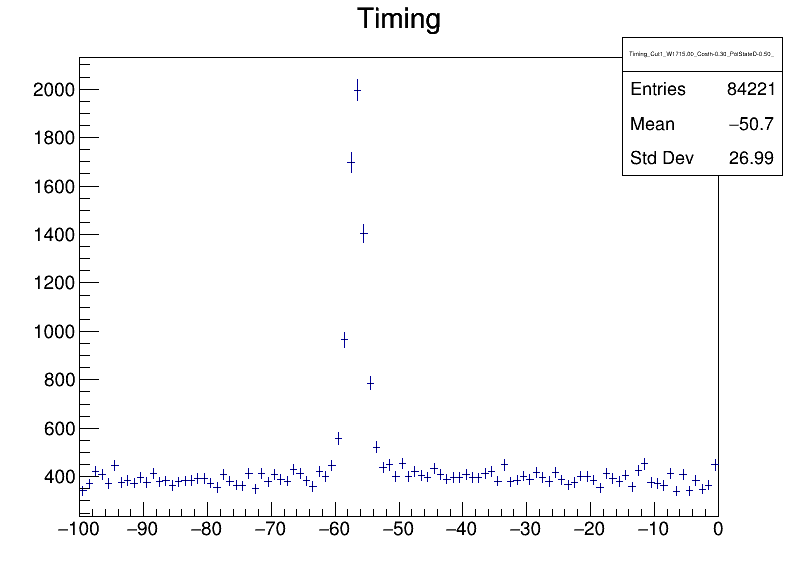 Timing
Timing_Cut1_W1715.00_Costh-0.30_PolStateD-0.50_
Entries 84221
Mean −50.7
Std Dev 26.99
2000
1800
1600
1400
1200
1000
800
600
400
−100 −90 −80 −70 −60 −50 −40 −30 −20 −10 0